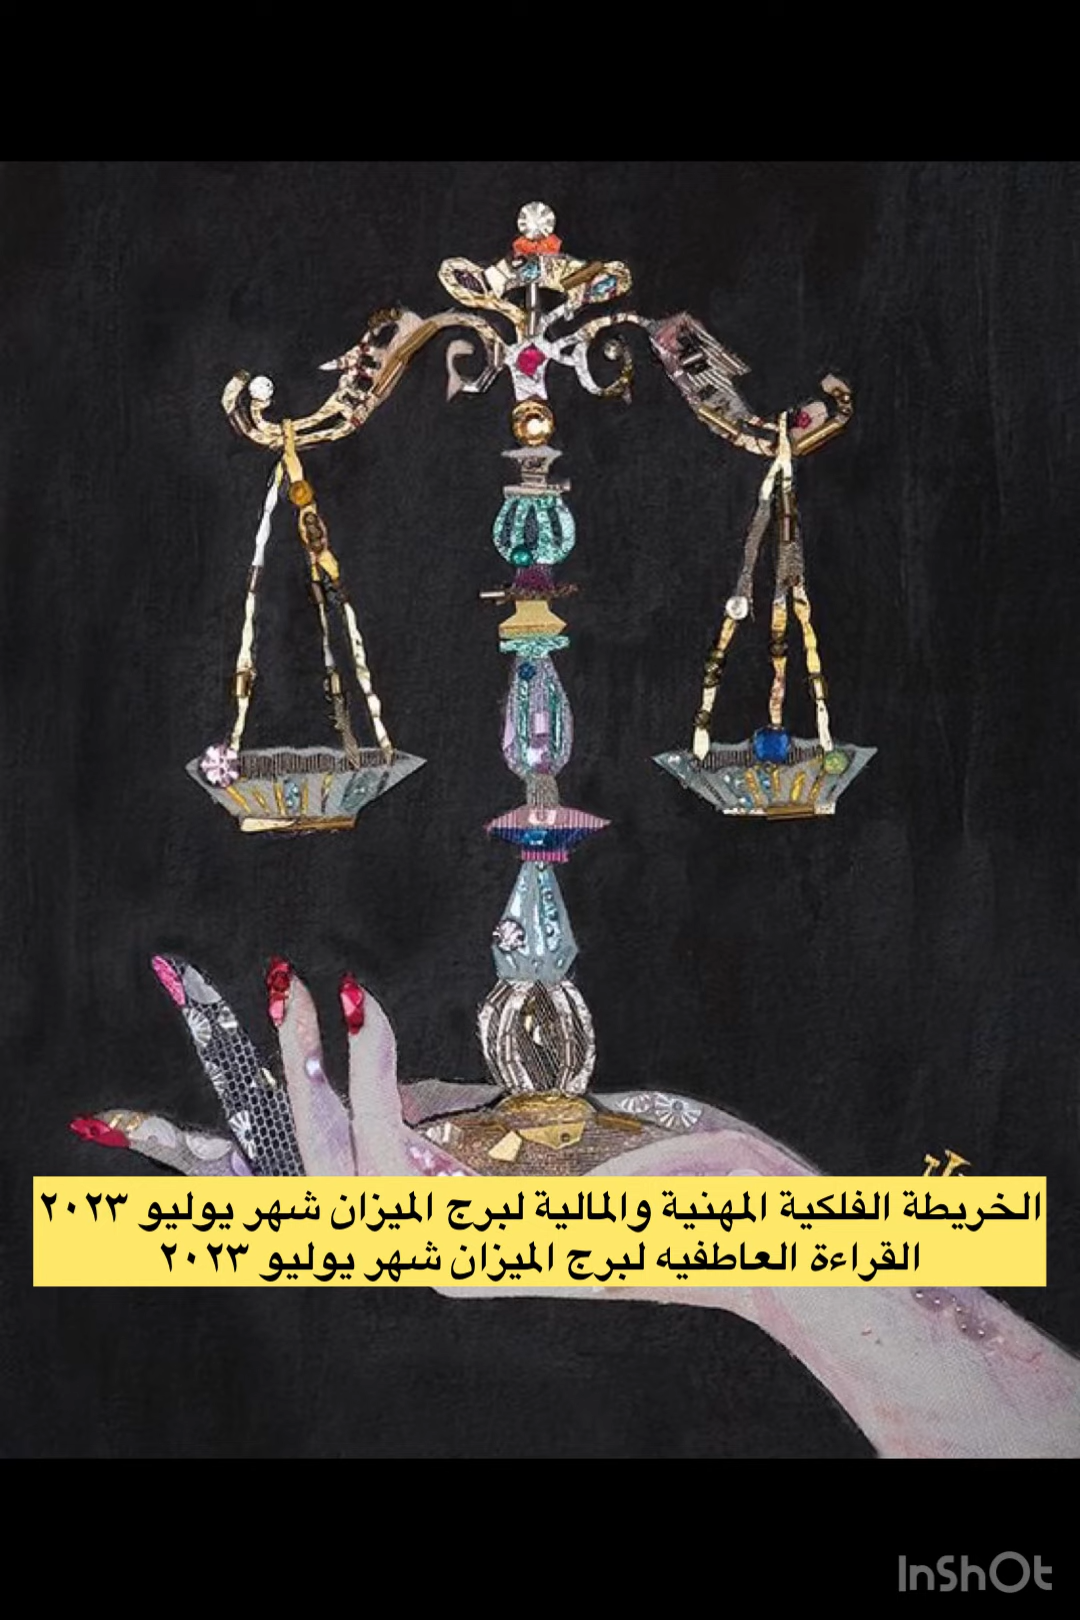 الخريطة الفلكية المهنية والمالية لبرج الميزان شهر يوليو ٢٠٢٣
القراءة العاطفيه لبرج الميزان شهر يوليو ٢٠٢٣
InShOt